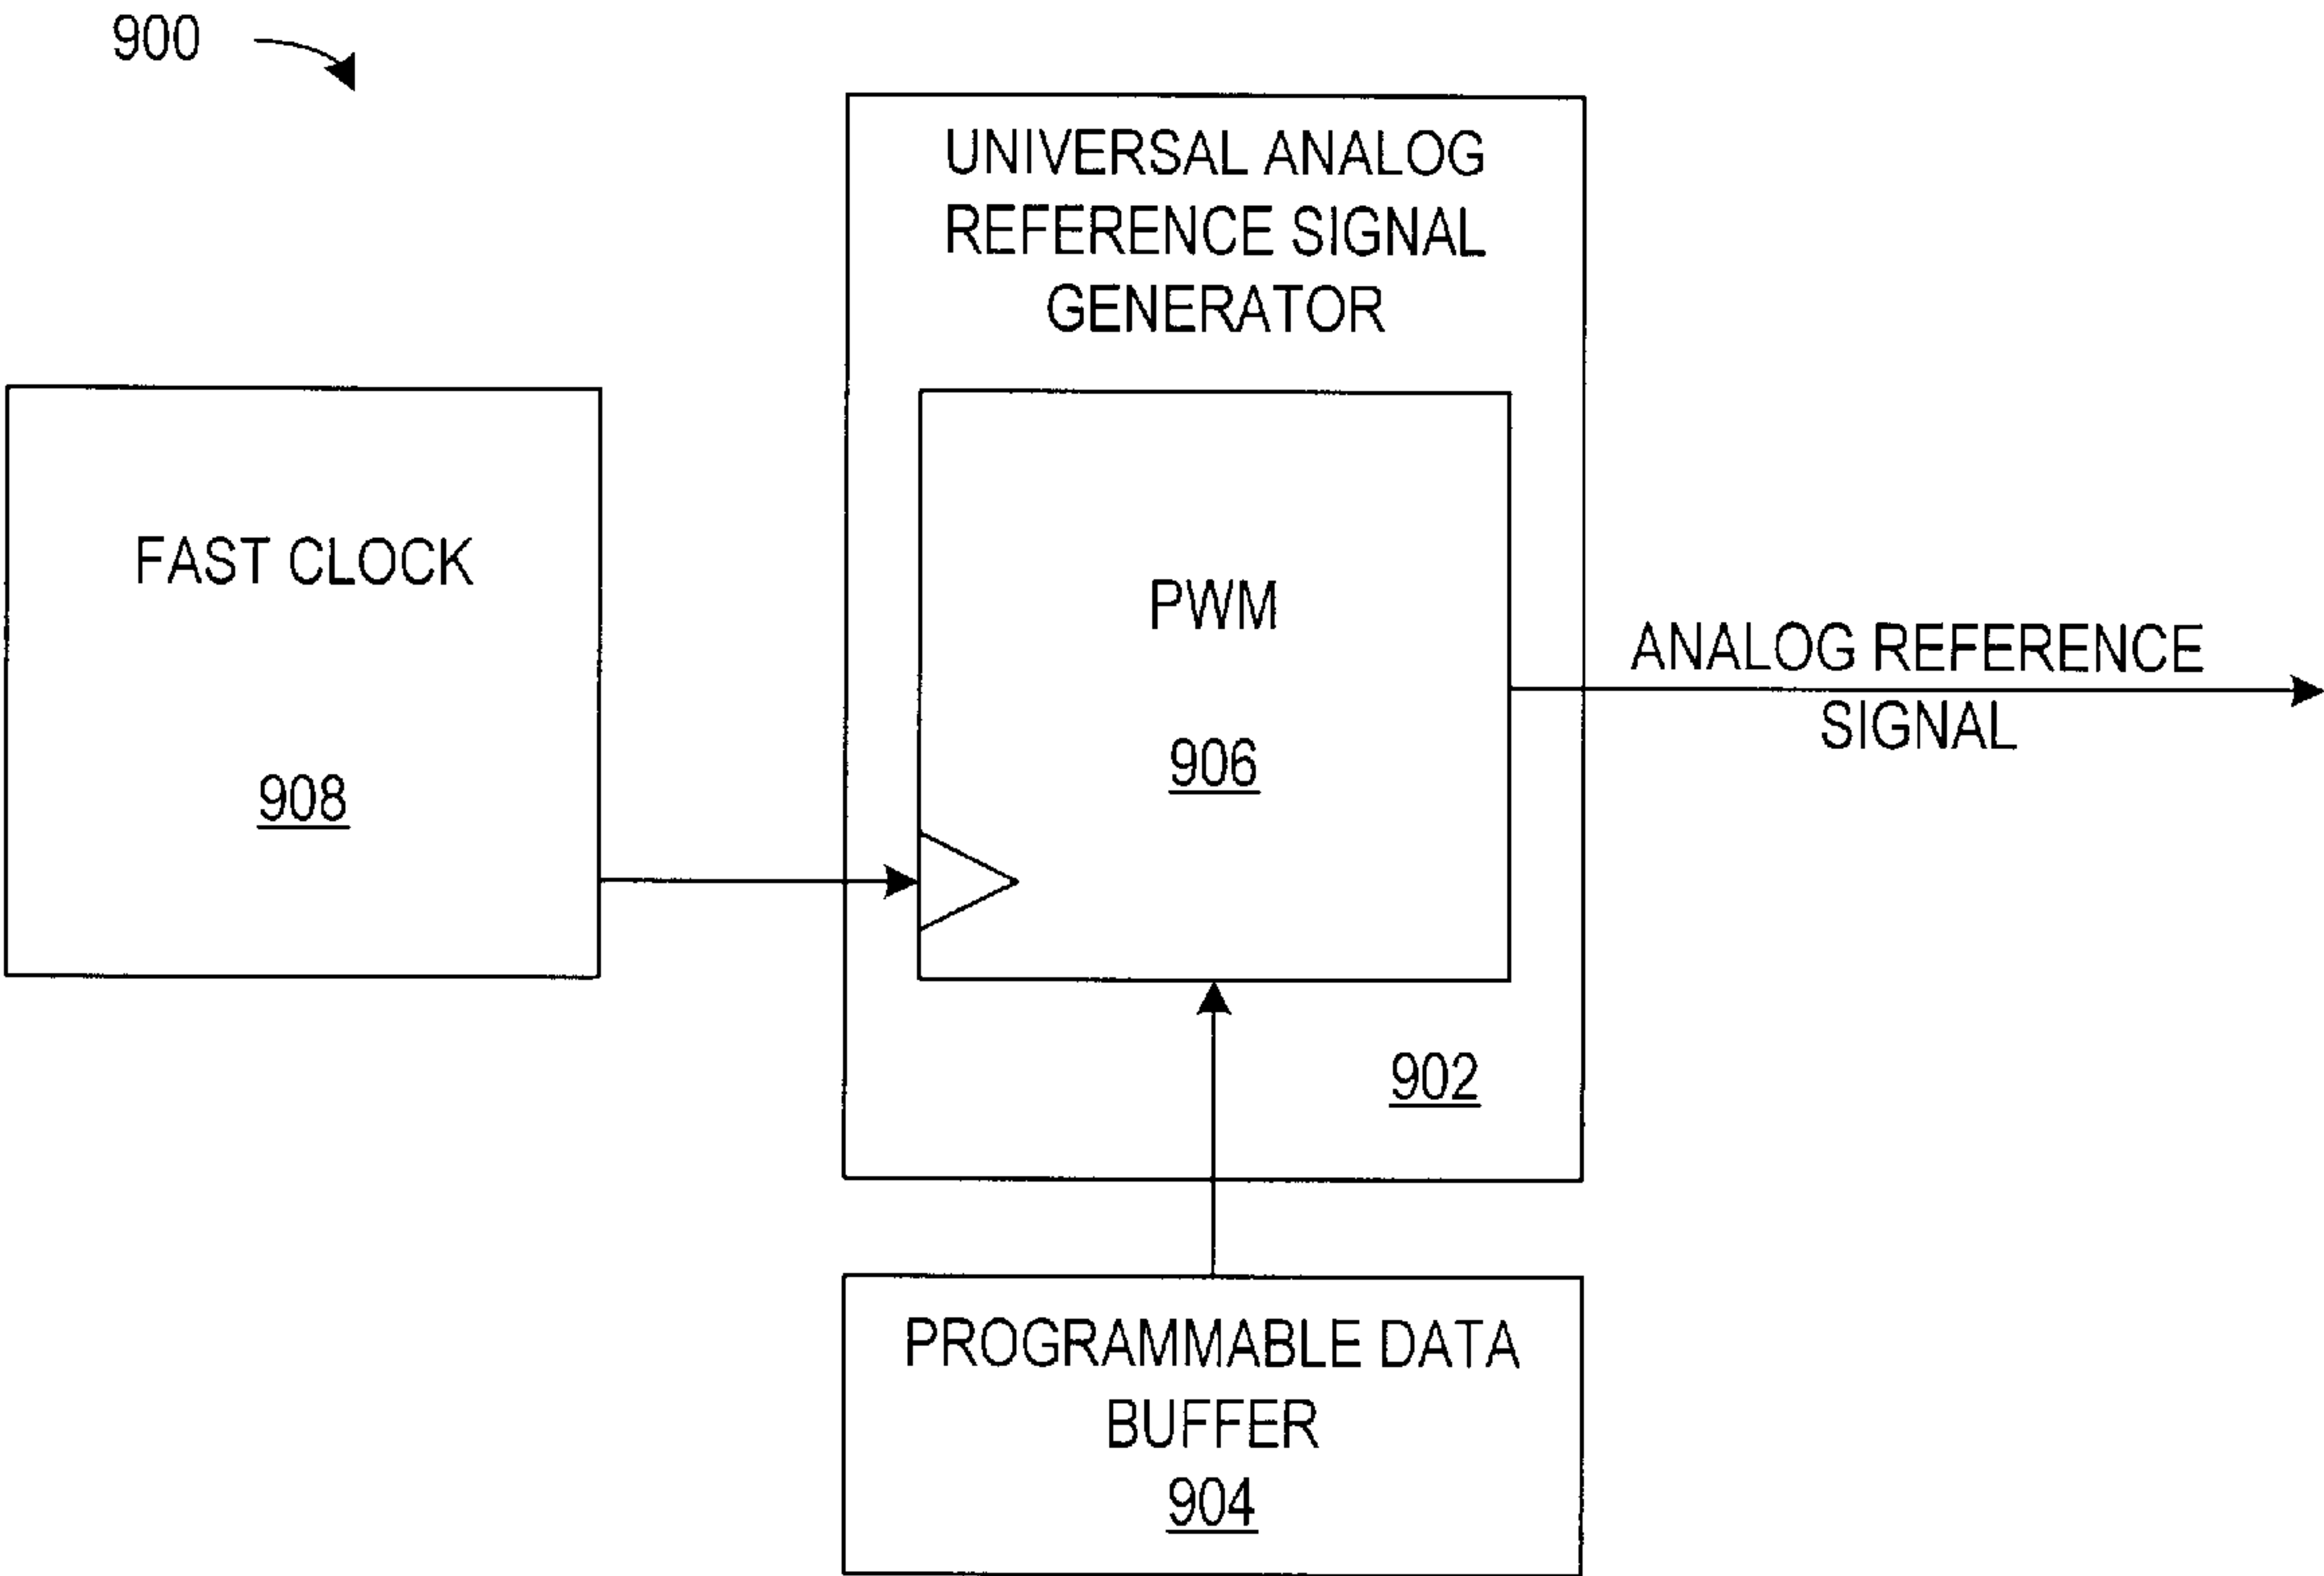 900
UNIVERSAL ANALOG
REFERENCE SIGNAL
GENERATOR
FAST CLOCK
908
PWM
906
ANALOG REFERENCE
SIGNAL
902
PROGRAMMABLE DATA
BUFFER
904